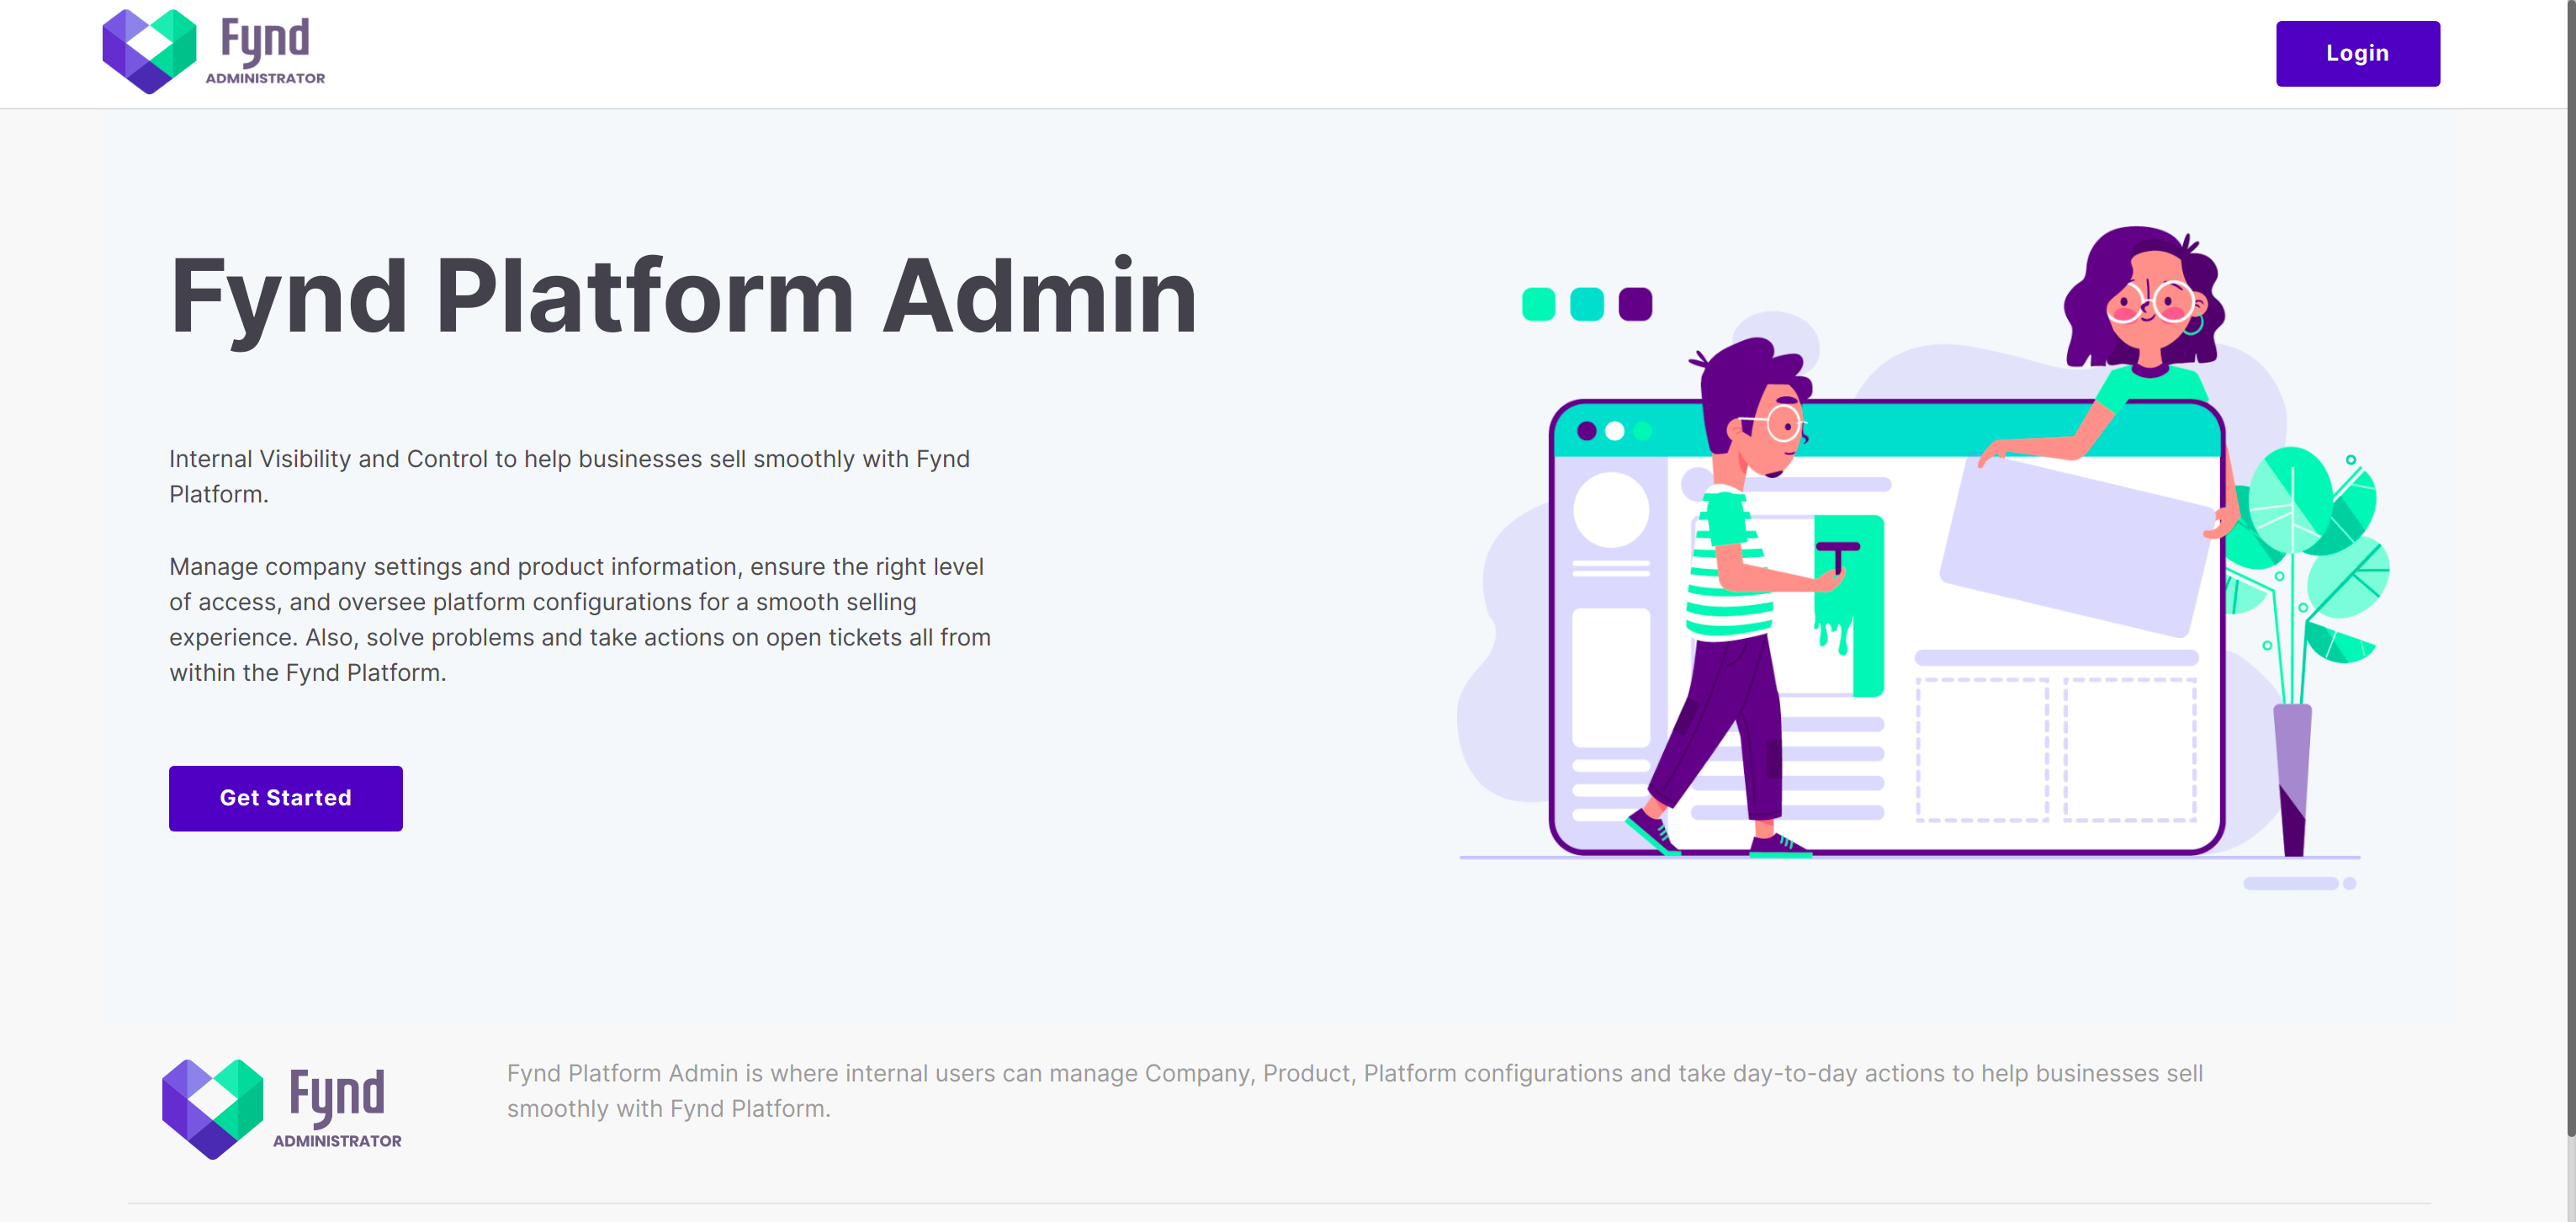 Fynd
ADMINISTRATOR
Login
Fynd Platform Admin
Internal Visibility and Control to help businesses sell smoothly with Fynd
Platform.
Manage company settings and product information, ensure the right level
of access, and oversee platform configurations for a smooth selling
experience. Also, solve problems and take actions on open tickets all from
within the Fynd Platform.
Get Started
Fynd
ADMINISTRATOR
Fynd Platform Admin is where internal users can manage Company, Product, Platform configurations and take day-to-day actions to help businesses sell
smoothly with Fynd Platform.